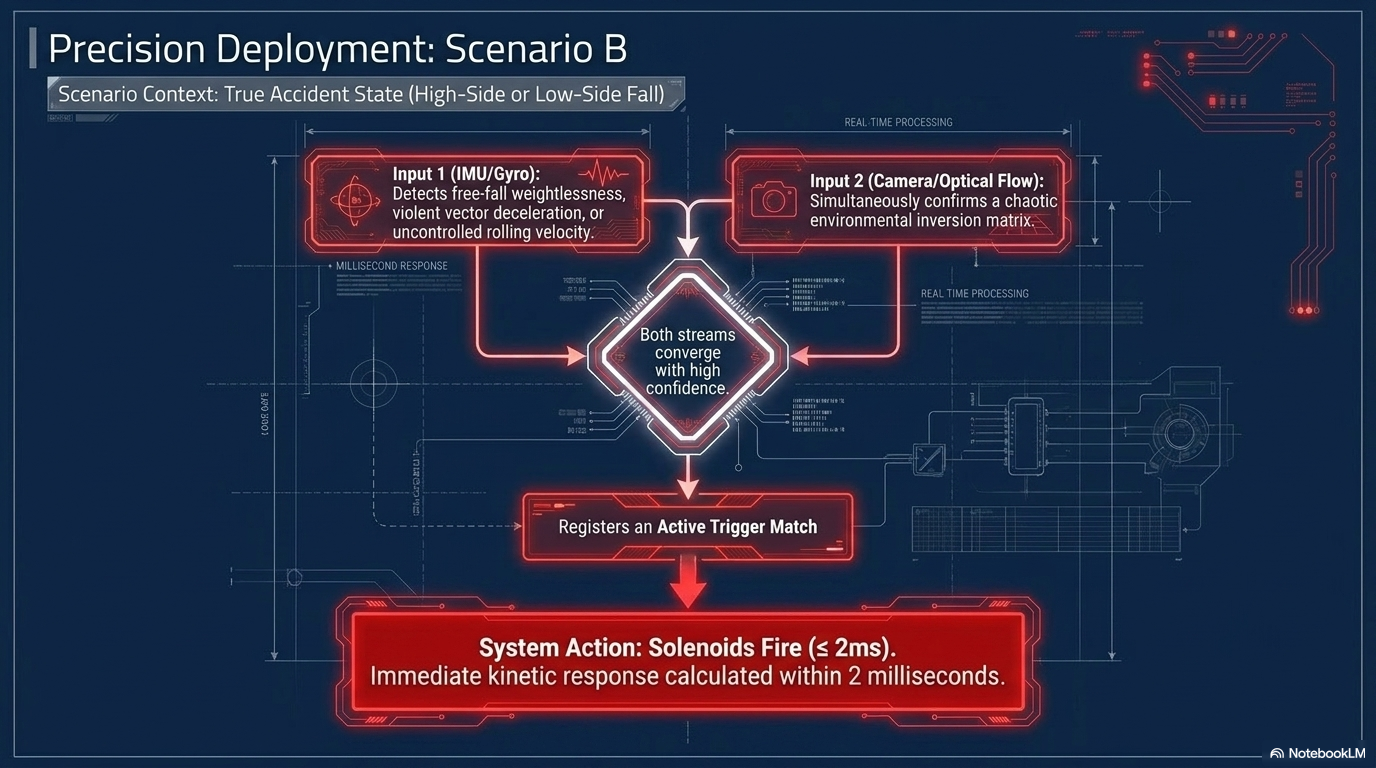 Precision Deployment: Scenario B
Scenario Context: True Accident State (High-Side or Low-Side Fall)
REAL-TIME PROCESSING
Input 1 (IMU/Gyro):
Detects free-fall weightlessness,
violent vector deceleration, or
uncontrolled rolling velocity.
Input 2 (Camera/Optical Flow):
Simultaneously confirms a chaotic
environmental inversion matrix.
MILLISECOND RESPONSE
REAL TIME PROCESSING
Both streams
converge
with high
confidence.
Registers an Active Trigger Match
System Action: Solenoids Fire (≤ 2ms).
Immediate kinetic response calculated within 2 milliseconds.
NotebookLM